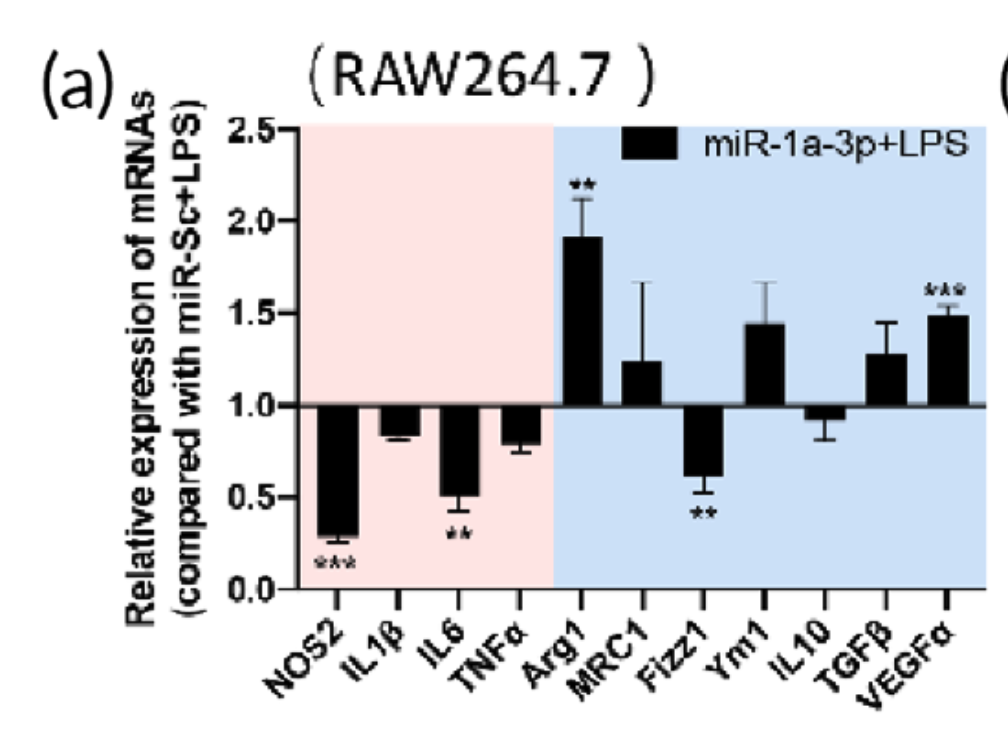 (a)
(RAW264.7 )
Relative expression of mRNAs
(compared with miR-Sc+LPS)
2.5
2.0
1.5
1.0
0.5
0.0
miR-1a-3p+LPS
**
***
***
**
**
NOS2
IL1β
IL6
TNFα
Arg1
MRC1
Fizz1
Ym1
IL10
TGFβ
VEGFα
(